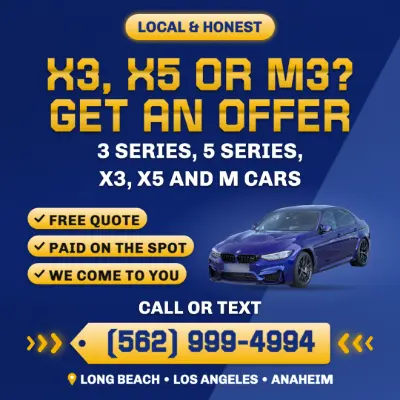 LOCAL & HONEST
X3, X5 OR M3?
GET AN OFFER
3 SERIES, 5 SERIES,
X3, X5 AND M CARS
FREE QUOTE
PAID ON THE SPOT
WE COME TO YOU
CALL OR TEXT
(562) 999-4994
LONG BEACH • LOS ANGELES • ANAHEIM